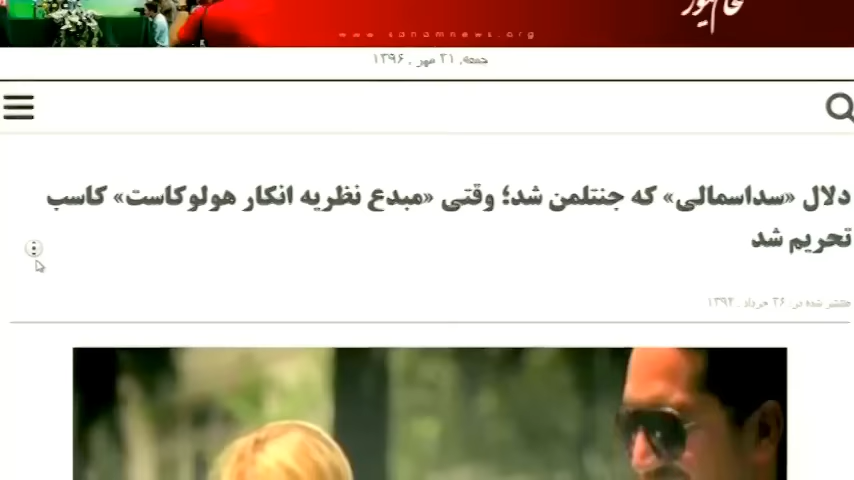 www.sanamnews.org
جمعه, ۲۱ مهر , ۱۳۹۶
دلال «سداسمالی» که جنتلمن شد؛ وقتی «مبدع نظریه انکار هولوکاست» کاسب
تحریم شد
منتشر شده در: ۲۶ خرداد , ۱۳۹۲